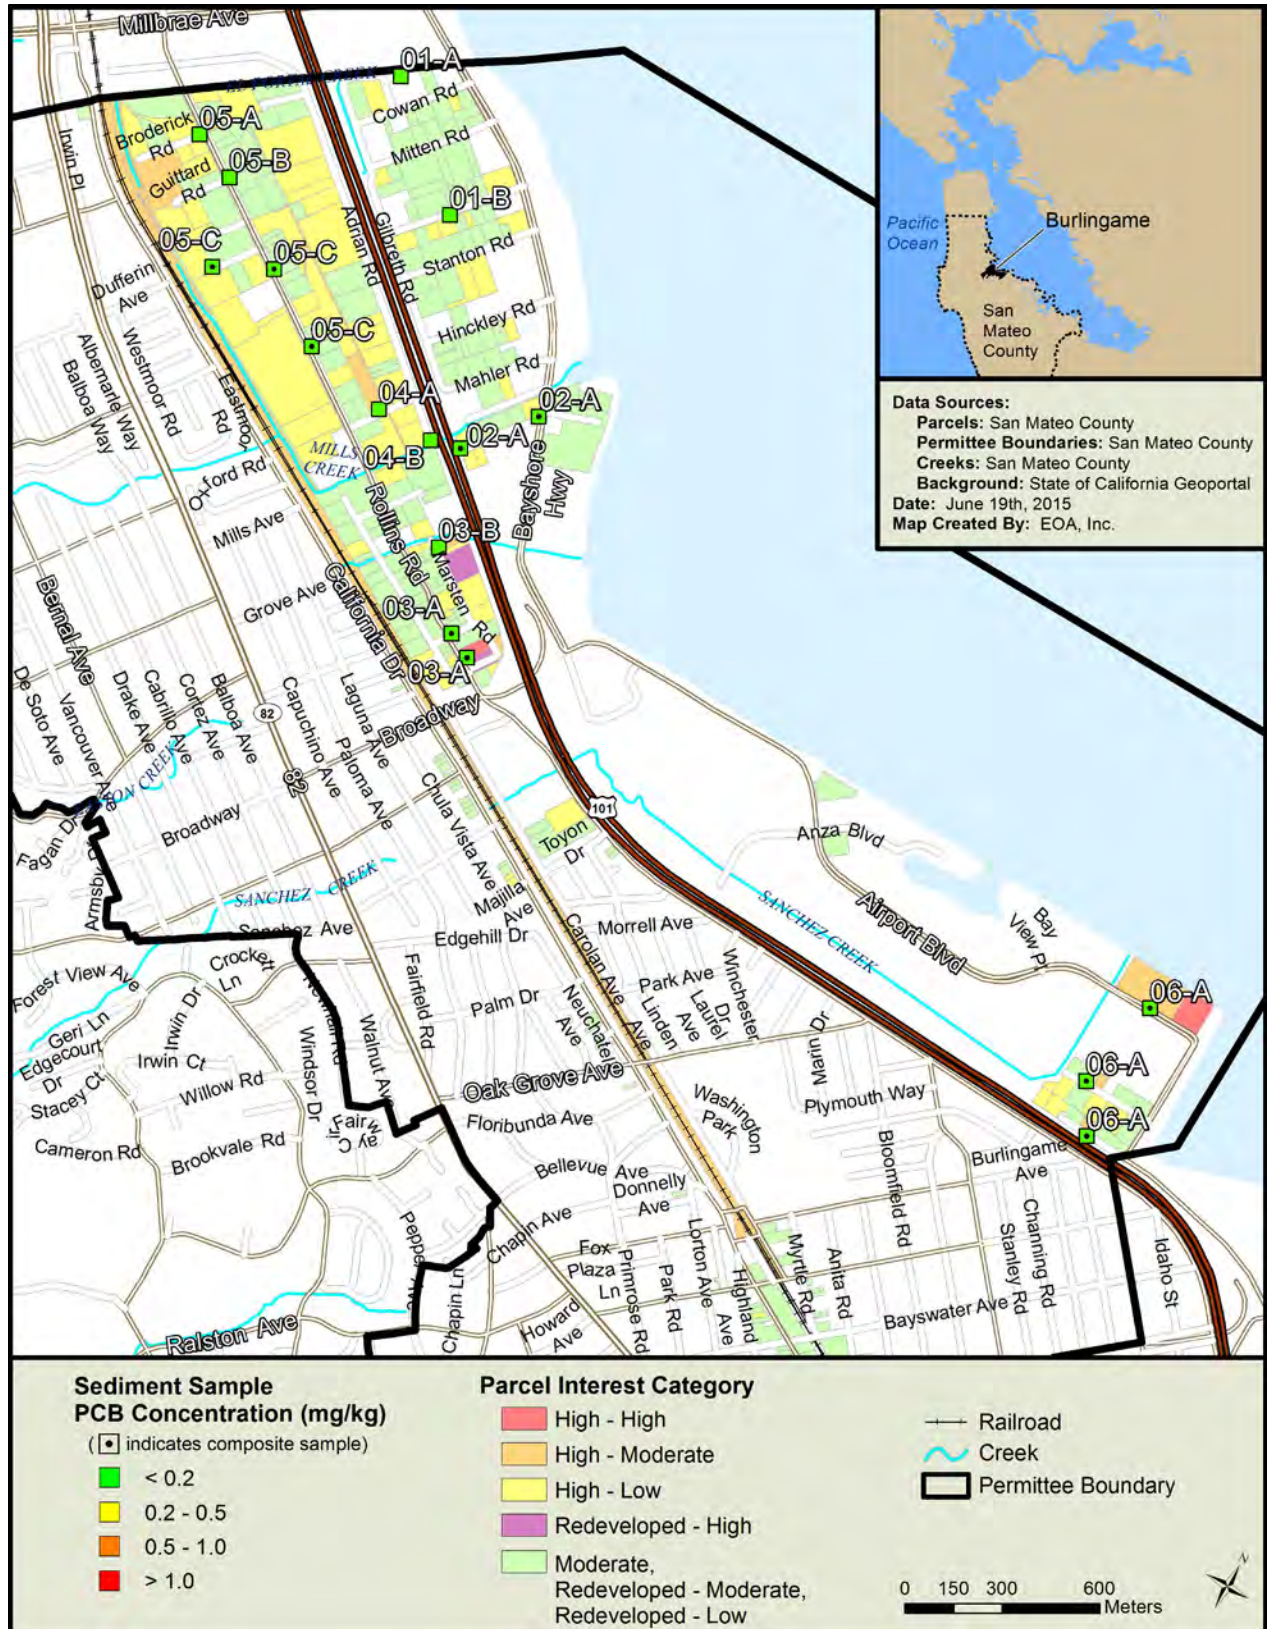 Millbrae Ave
01-A
EL PORTAL CREEK
Cowan Rd
Broderick
Rd
05-A
Irwin Pl
Mitten Rd
Guittard
Rd
05-B
01-B
Adrian Rd
Gilbreth Rd
Stanton Rd
05-C
05-C
Dufferin
Ave
Hinckley Rd
05-C
Albemarle Way
Balboa Way
Westmoor Rd
Eastmoor
Rd
Mahler Rd
04-A
02-A
02-A
04-B
MILLS
CREEK
Bayshore
Hwy
Oxford Rd
Rollins Rd
Mills Ave
03-B
Marsten
Rd
Bernal Ave
Grove Ave
California Dr
03-A
03-A
De Soto Ave
Vancouver Ave
Drake Ave
Cabrillo Ave
Cortez Ave
Balboa Ave
82
Capuchino Ave
Laguna Ave
Paloma Ave
Broadway
82
Fagan Dr
Broadway
Chula Vista Ave
101
Toyon
Dr
Anza Blvd
Armsby Dr
SANCHEZ CREEK
Majilla
Ave
SANCHEZ CREEK
Airport Blvd
Bay
View Pl
Sanchez Ave
Edgehill Dr
Carolan Ave
Morrell Ave
Crockett
Ln
Forest View Ave
Newhall Rd
Fairfield Rd
Park Ave
Winchester
Dr
Laurel
Ave
Linden
Ave
Palm Dr
Neuchatel
Ave
Irwin Dr
Geri Ln
Edgecourt
Dr
Stacey Ct
Irwin Ct
Windsor Dr
Walnut Ave
Marin Dr
06-A
06-A
06-A
Willow Rd
Oak Grove Ave
Washington
Park
Plymouth Way
Fairway Cir
Floribunda Ave
Cameron Rd
Brookvale Rd
Bloomfield Rd
Burlingame
Ave
Bellevue Ave
Donnelly
Ave
Pepper Ave
Chapin Ave
Chapin Ln
Fox
Plaza
Ln
Primrose Rd
Park Rd
Lorton Ave
Highland
Ave
Myrtle Rd
Anita Rd
Stanley Rd
Channing Rd
Idaho St
Bayswater Ave
Howard
Ave
Ralston Ave
Pacific
Ocean
Burlingame
San
Mateo
County
Data Sources:
Parcels: San Mateo County
Permittee Boundaries: San Mateo County
Creeks: San Mateo County
Background: State of California Geoportal
Date: June 19th, 2015
Map Created By: EOA, Inc.
Sediment Sample
PCB Concentration (mg/kg)
( indicates composite sample)
< 0.2
0.2 - 0.5
0.5 - 1.0
> 1.0
Parcel Interest Category
High - High
High - Moderate
High - Low
Redeveloped - High
Moderate,
Redeveloped - Moderate,
Redeveloped - Low
Railroad
Creek
Permittee Boundary
N
0 150 300 600
Meters